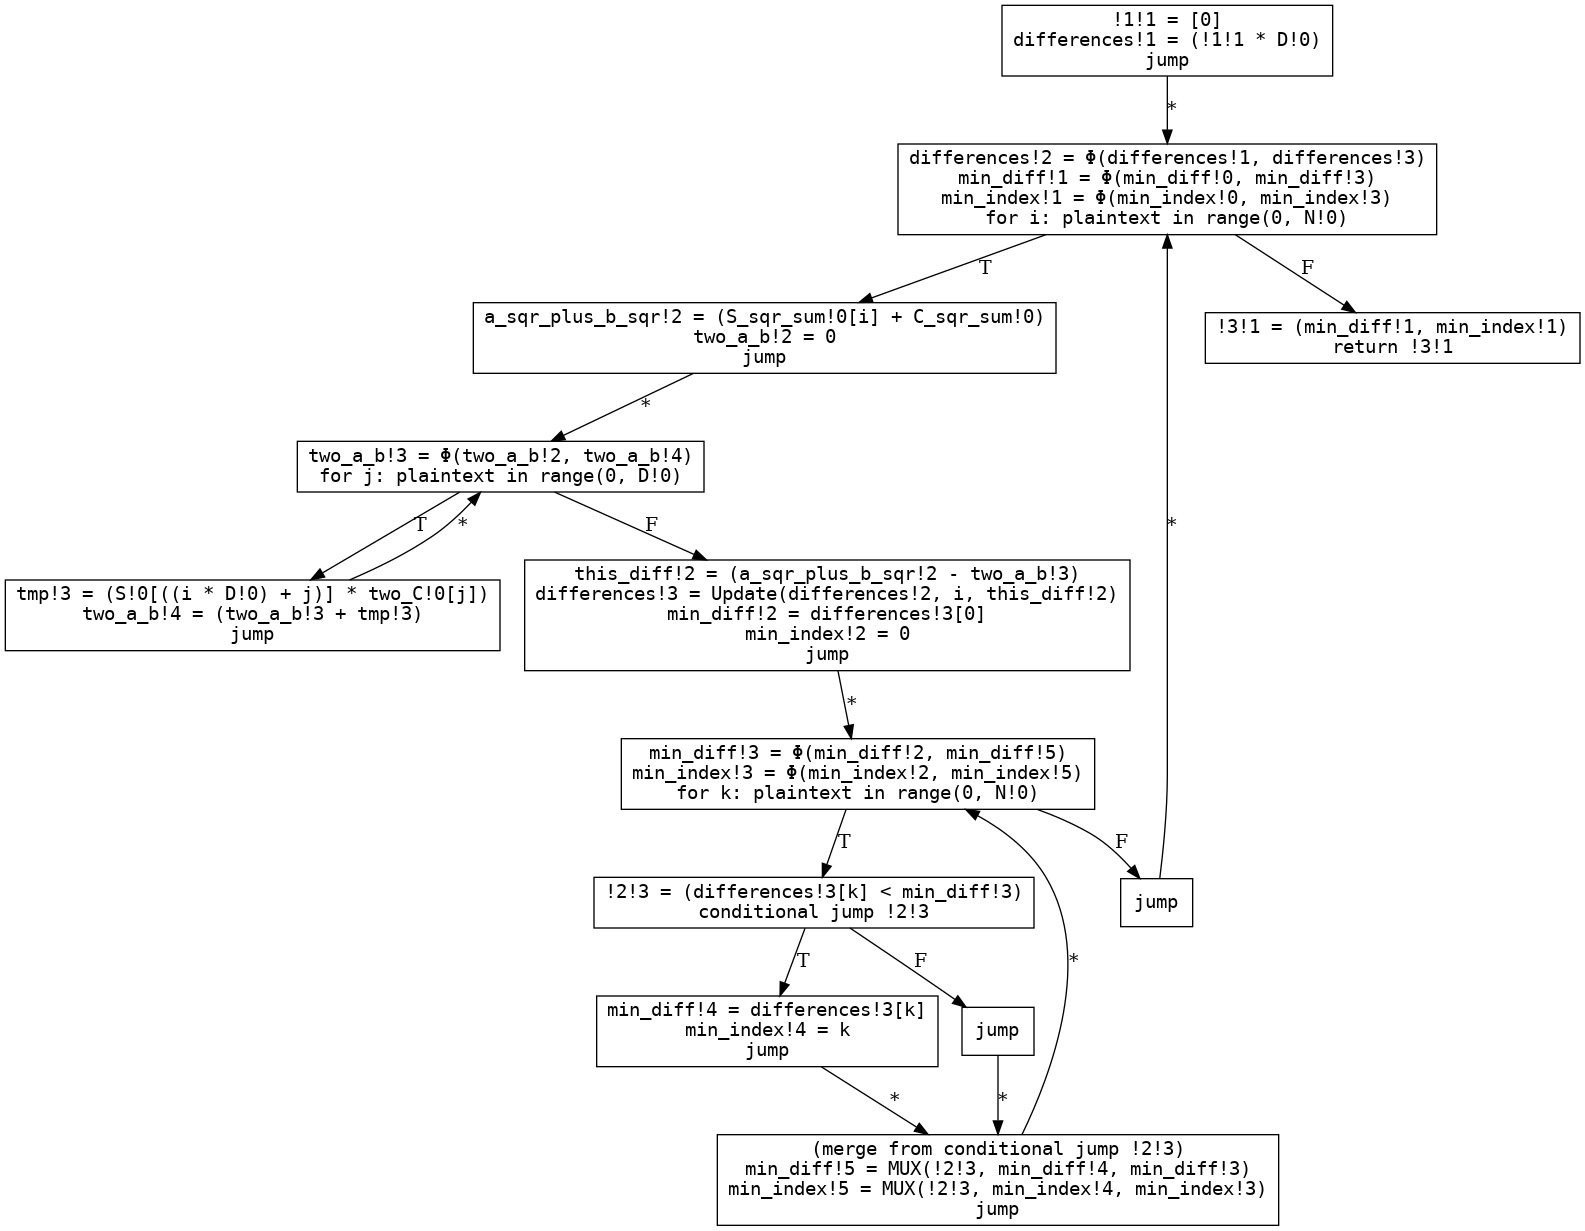 !1!1 = [0]
differences!1 = (!1!1 * D!0)
jump
*
differences!2 = Φ(differences!1, differences!3)
min_diff!1 = Φ(min_diff!0, min_diff!3)
min_index!1 = Φ(min_index!0, min_index!3)
for i: plaintext in range(0, N!0)
T
F
a_sqr_plus_b_sqr!2 = (S_sqr_sum!0[i] + C_sqr_sum!0)
two_a_b!2 = 0
jump
!3!1 = (min_diff!1, min_index!1)
return !3!1
*
two_a_b!3 = Φ(two_a_b!2, two_a_b!4)
for j: plaintext in range(0, D!0)
T
*
F
*
tmp!3 = (S!0[((i * D!0) + j)] * two_C!0[j])
two_a_b!4 = (two_a_b!3 + tmp!3)
jump
this_diff!2 = (a_sqr_plus_b_sqr!2 - two_a_b!3)
differences!3 = Update(differences!2, i, this_diff!2)
min_diff!2 = differences!3[0]
min_index!2 = 0
jump
*
min_diff!3 = Φ(min_diff!2, min_diff!5)
min_index!3 = Φ(min_index!2, min_index!5)
for k: plaintext in range(0, N!0)
T
F
!2!3 = (differences!3[k] < min_diff!3)
conditional jump !2!3
jump
T
F
*
min_diff!4 = differences!3[k]
min_index!4 = k
jump
jump
*
*
(merge from conditional jump !2!3)
min_diff!5 = MUX(!2!3, min_diff!4, min_diff!3)
min_index!5 = MUX(!2!3, min_index!4, min_index!3)
jump